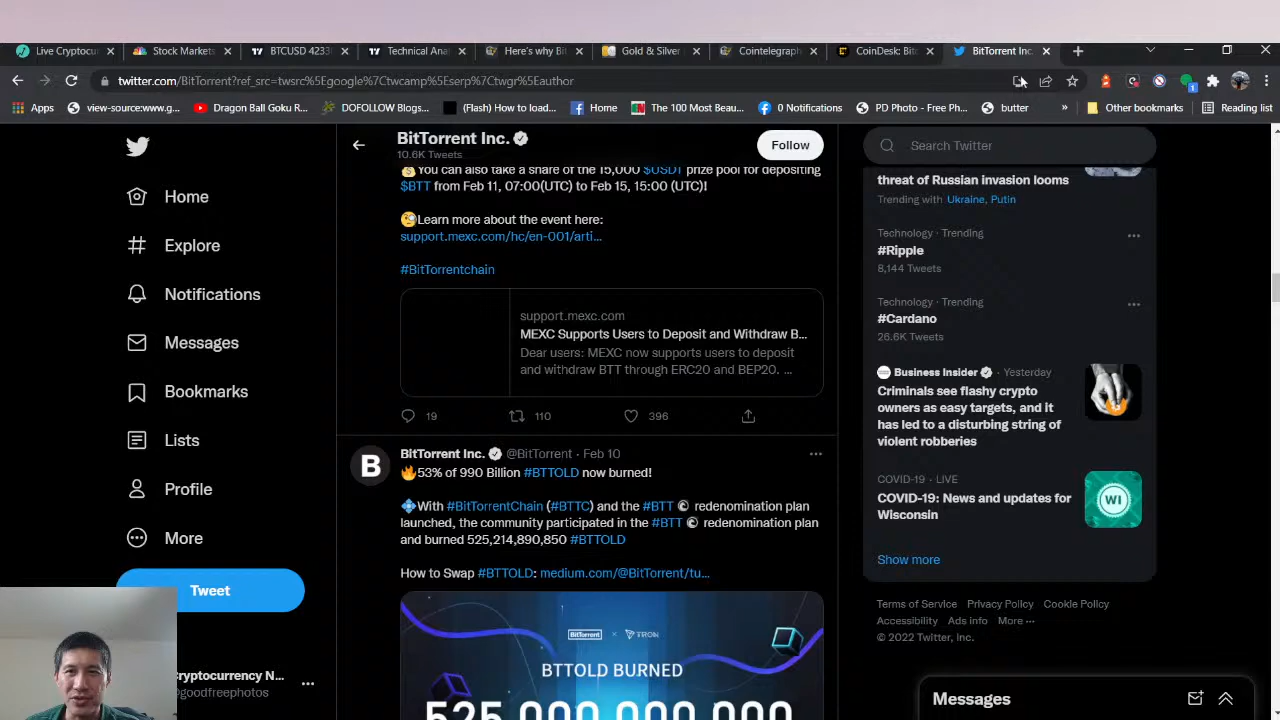 Live Cryptocur
Stock Markets
BTCUSD 4233
Technical Ana
Here's why Bi
Gold & Silver
Cointelegraph
CoinDesk: Bit
BitTorrent Inc.
twitter.com/BitTorrent?ref_src=twsrc%5Egoogle%7Ctwcamp%5Eserp%7Ctwgr%5Eauthor
1
Apps
view-source:www.g...
Dragon Ball Goku R...
DOFOLLOW Blogs...
(Flash) How to load...
Home
The 100 Most Beau...
0 Notifications
PD Photo - Free Ph...
butter
»
Other bookmarks
Reading list
Home
Explore
Notifications
Messages
Bookmarks
Lists
Profile
More
Tweet
Cryptocurrency N...
@goodfreephotos
BitTorrent Inc.
10.6K Tweets
Follow
You can also take a share of the 15,000 $USDT prize pool for depositing
$BTT from Feb 11, 07:00(UTC) to Feb 15, 15:00 (UTC)!
Learn more about the event here:
support.mexc.com/hc/en-001/arti...
#BitTorrentchain
support.mexc.com
MEXC Supports Users to Deposit and Withdraw B...
Dear users: MEXC now supports users to deposit
and withdraw BTT through ERC20 and BEP20. ...
19
110
396
BitTorrent Inc. @BitTorrent · Feb 10
🔥53% of 990 Billion #BTTOLD now burned!
💠With #BitTorrentChain (#BTTC) and the #BTT redenomination plan
launched, the community participated in the #BTT redenomination plan
and burned 525,214,890,850 #BTTOLD
How to Swap #BTTOLD: medium.com/@BitTorrent/tu...
BitTorrent × TRON
BTTOLD BURNED
525,000,000,000
Search Twitter
threat of Russian invasion looms
Trending with Ukraine, Putin
Technology · Trending
#Ripple
8,144 Tweets
Technology · Trending
#Cardano
26.6K Tweets
Business Insider · Yesterday
Criminals see flashy crypto
owners as easy targets, and it
has led to a disturbing string of
violent robberies
COVID-19 · LIVE
COVID-19: News and updates for
Wisconsin
WI
Show more
Terms of Service Privacy Policy Cookie Policy
Accessibility Ads info More ...
© 2022 Twitter, Inc.
Messages